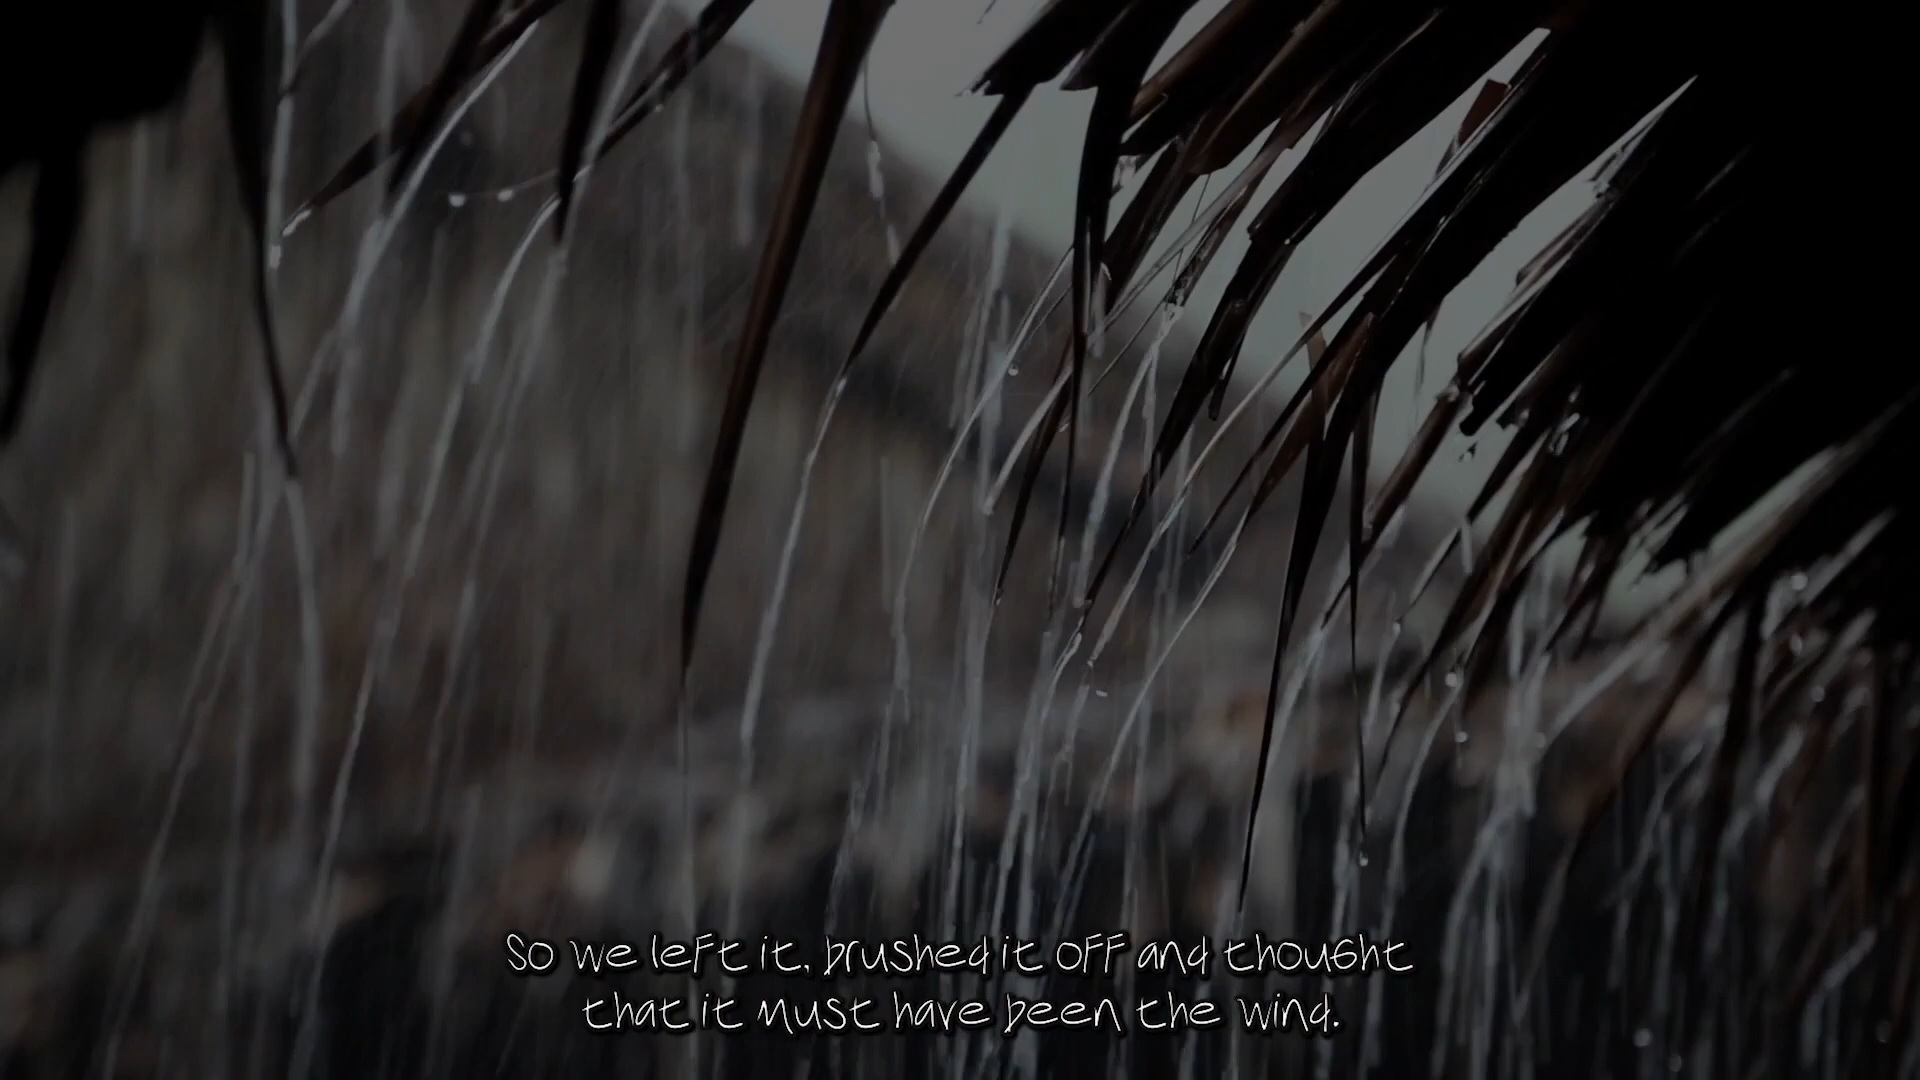 So we left it, brushed it off and thought
that it must have been the wind.